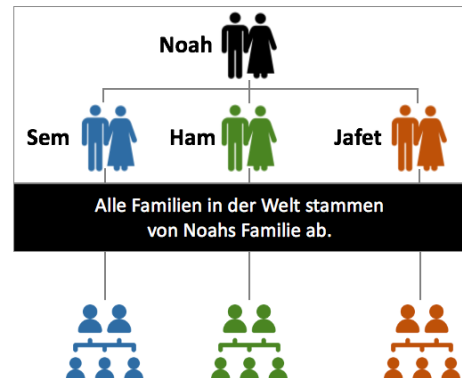 Noah
Sem
Ham
Jafet
Alle Familien in der Welt stammen
von Noahs Familie ab.